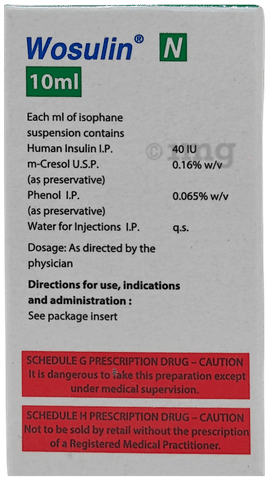 Wosulin® N
10ml
Each ml of isophane
suspension contains
Human Insulin I.P. 40 IU
m-Cresol U.S.P. 0.16% w/v
(as preservative)
Phenol I.P. 0.065% w/v
(as preservative)
Water for Injections I.P. q.s.
Dosage: As directed by the
physician
Directions for use, indications
and administration :
See package insert
SCHEDULE G PRESCRIPTION DRUG – CAUTION
It is dangerous to take this preparation except
under medical supervision.
SCHEDULE H PRESCRIPTION DRUG – CAUTION
Not to be sold by retail without the prescription
of a Registered Medical Practitioner.